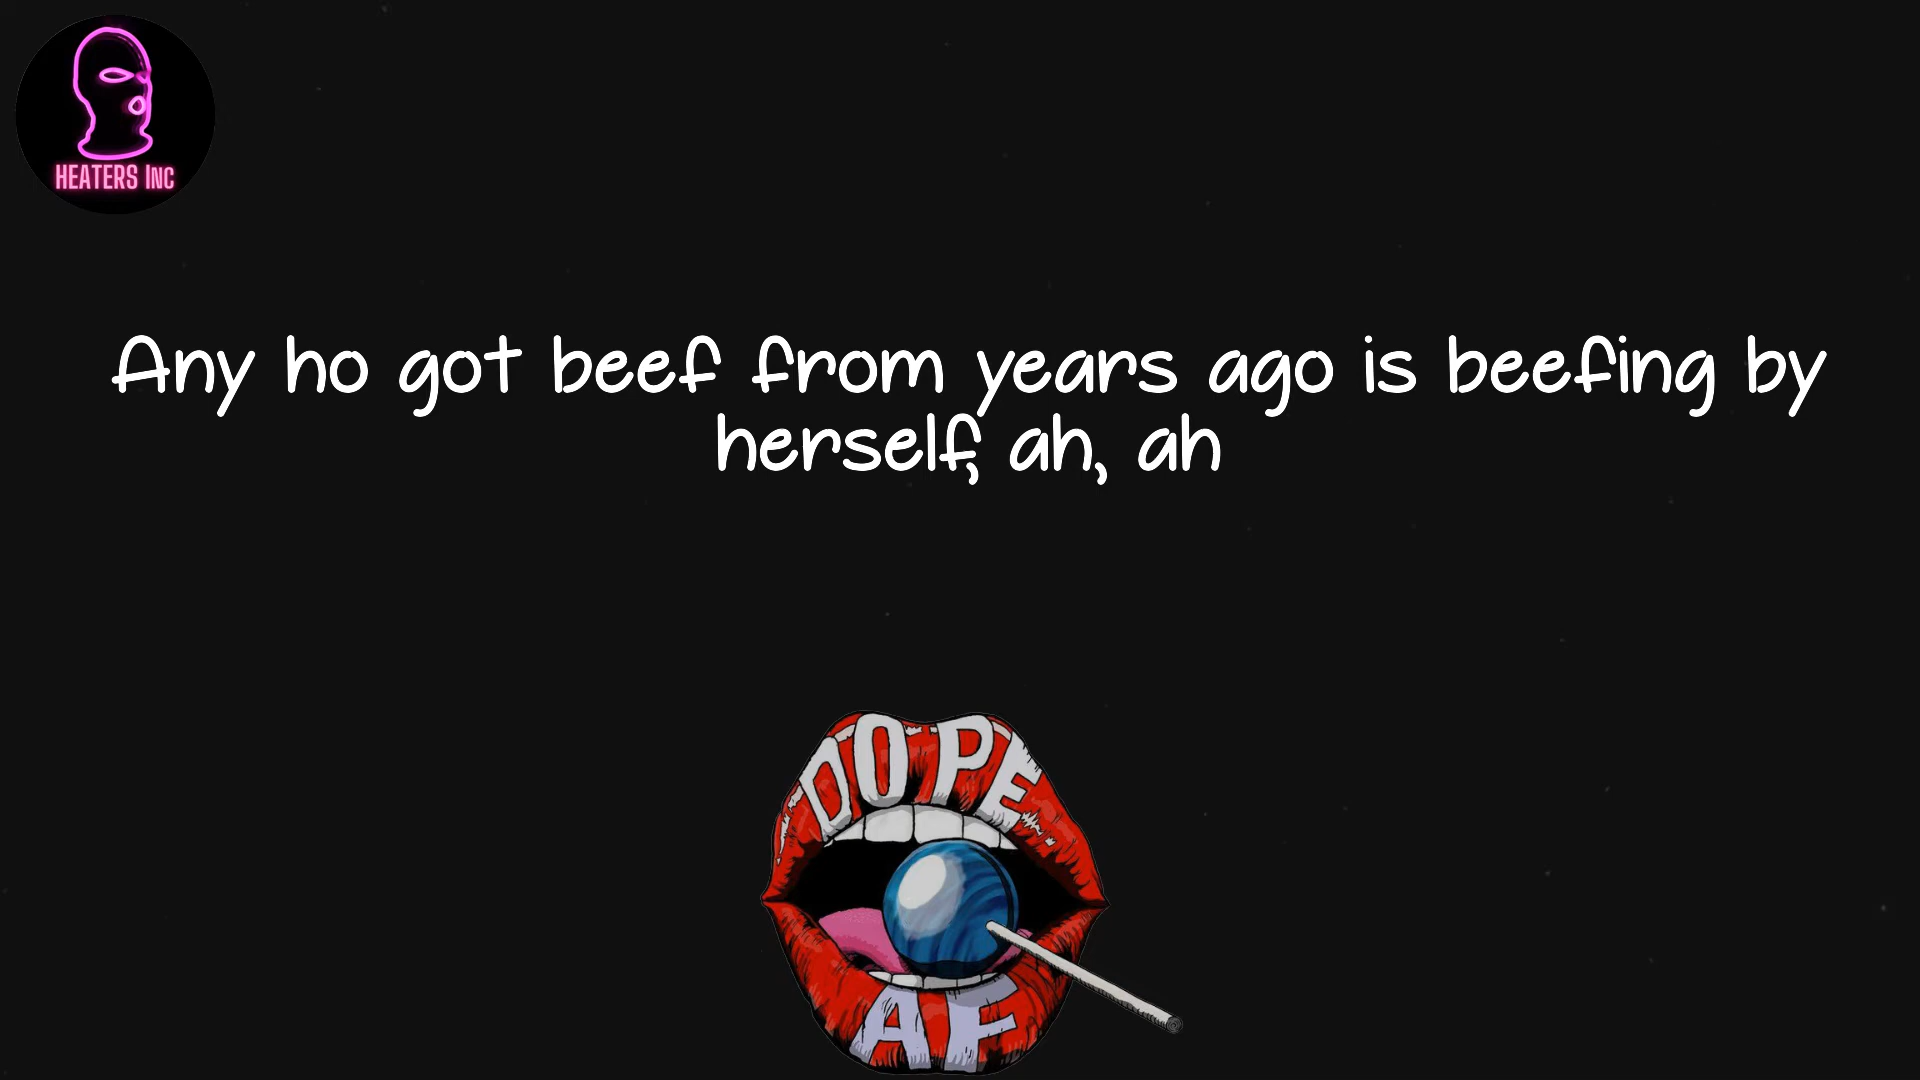 HEATERS INC
Any ho got beef from years ago is beefing by
herself, ah, ah
DOPE
AF